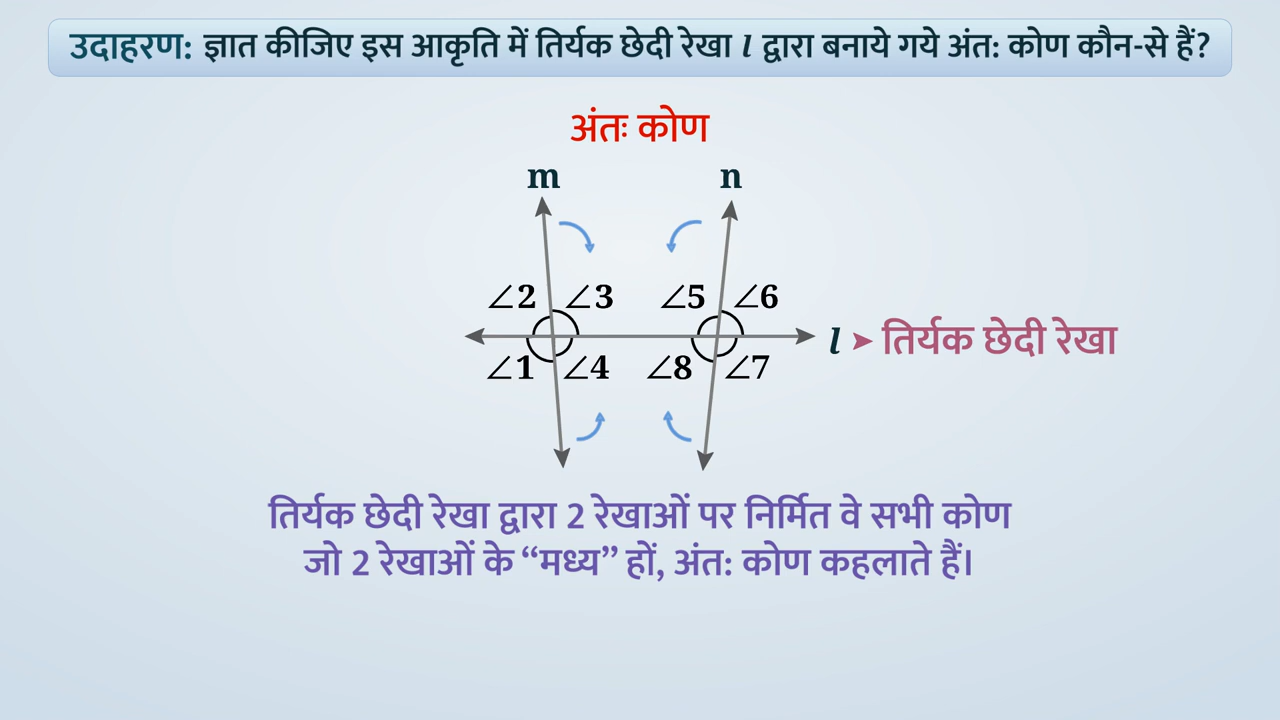 उदाहरण: ज्ञात कीजिए इस आकृति में तिर्यक छेदी रेखा l द्वारा बनाये गये अंत: कोण कौन-से हैं?
अंतः कोण
m n
∠2 ∠3 ∠5 ∠6
l ➤ तिर्यक छेदी रेखा
∠1 ∠4 ∠8 ∠7
तिर्यक छेदी रेखा द्वारा 2 रेखाओं पर निर्मित वे सभी कोण
जो 2 रेखाओं के “मध्य” हों, अंत: कोण कहलाते हैं।